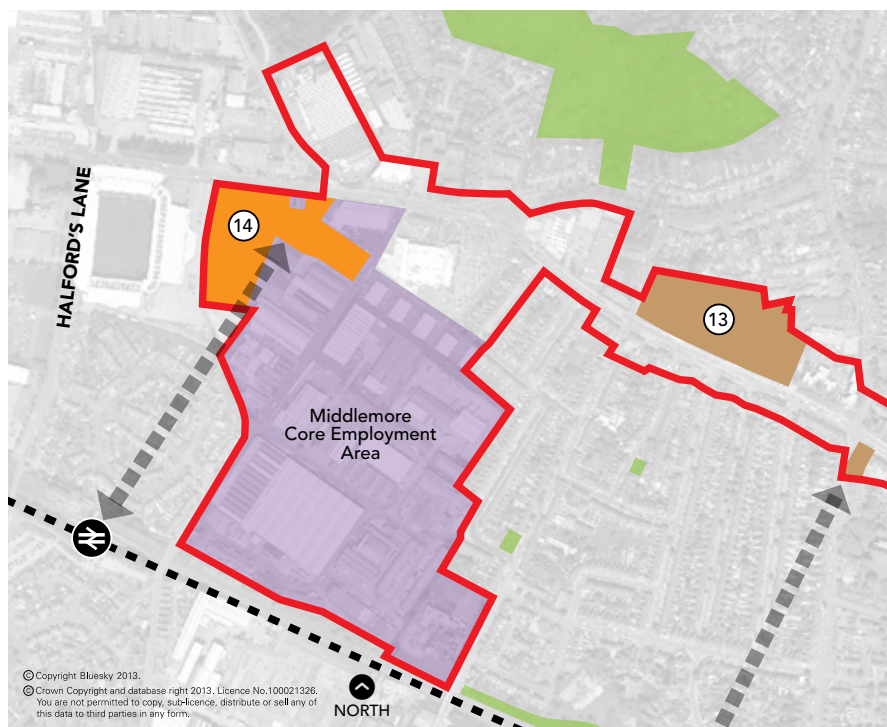 HALFORD'S LANE
14
13
Middlemore
Core Employment
Area
© Copyright Bluesky 2013.
© Crown Copyright and database right 2013. Licence No.100021326.
You are not permitted to copy, sub-licence, distribute or sell any of
this data to third parties in any form.
NORTH